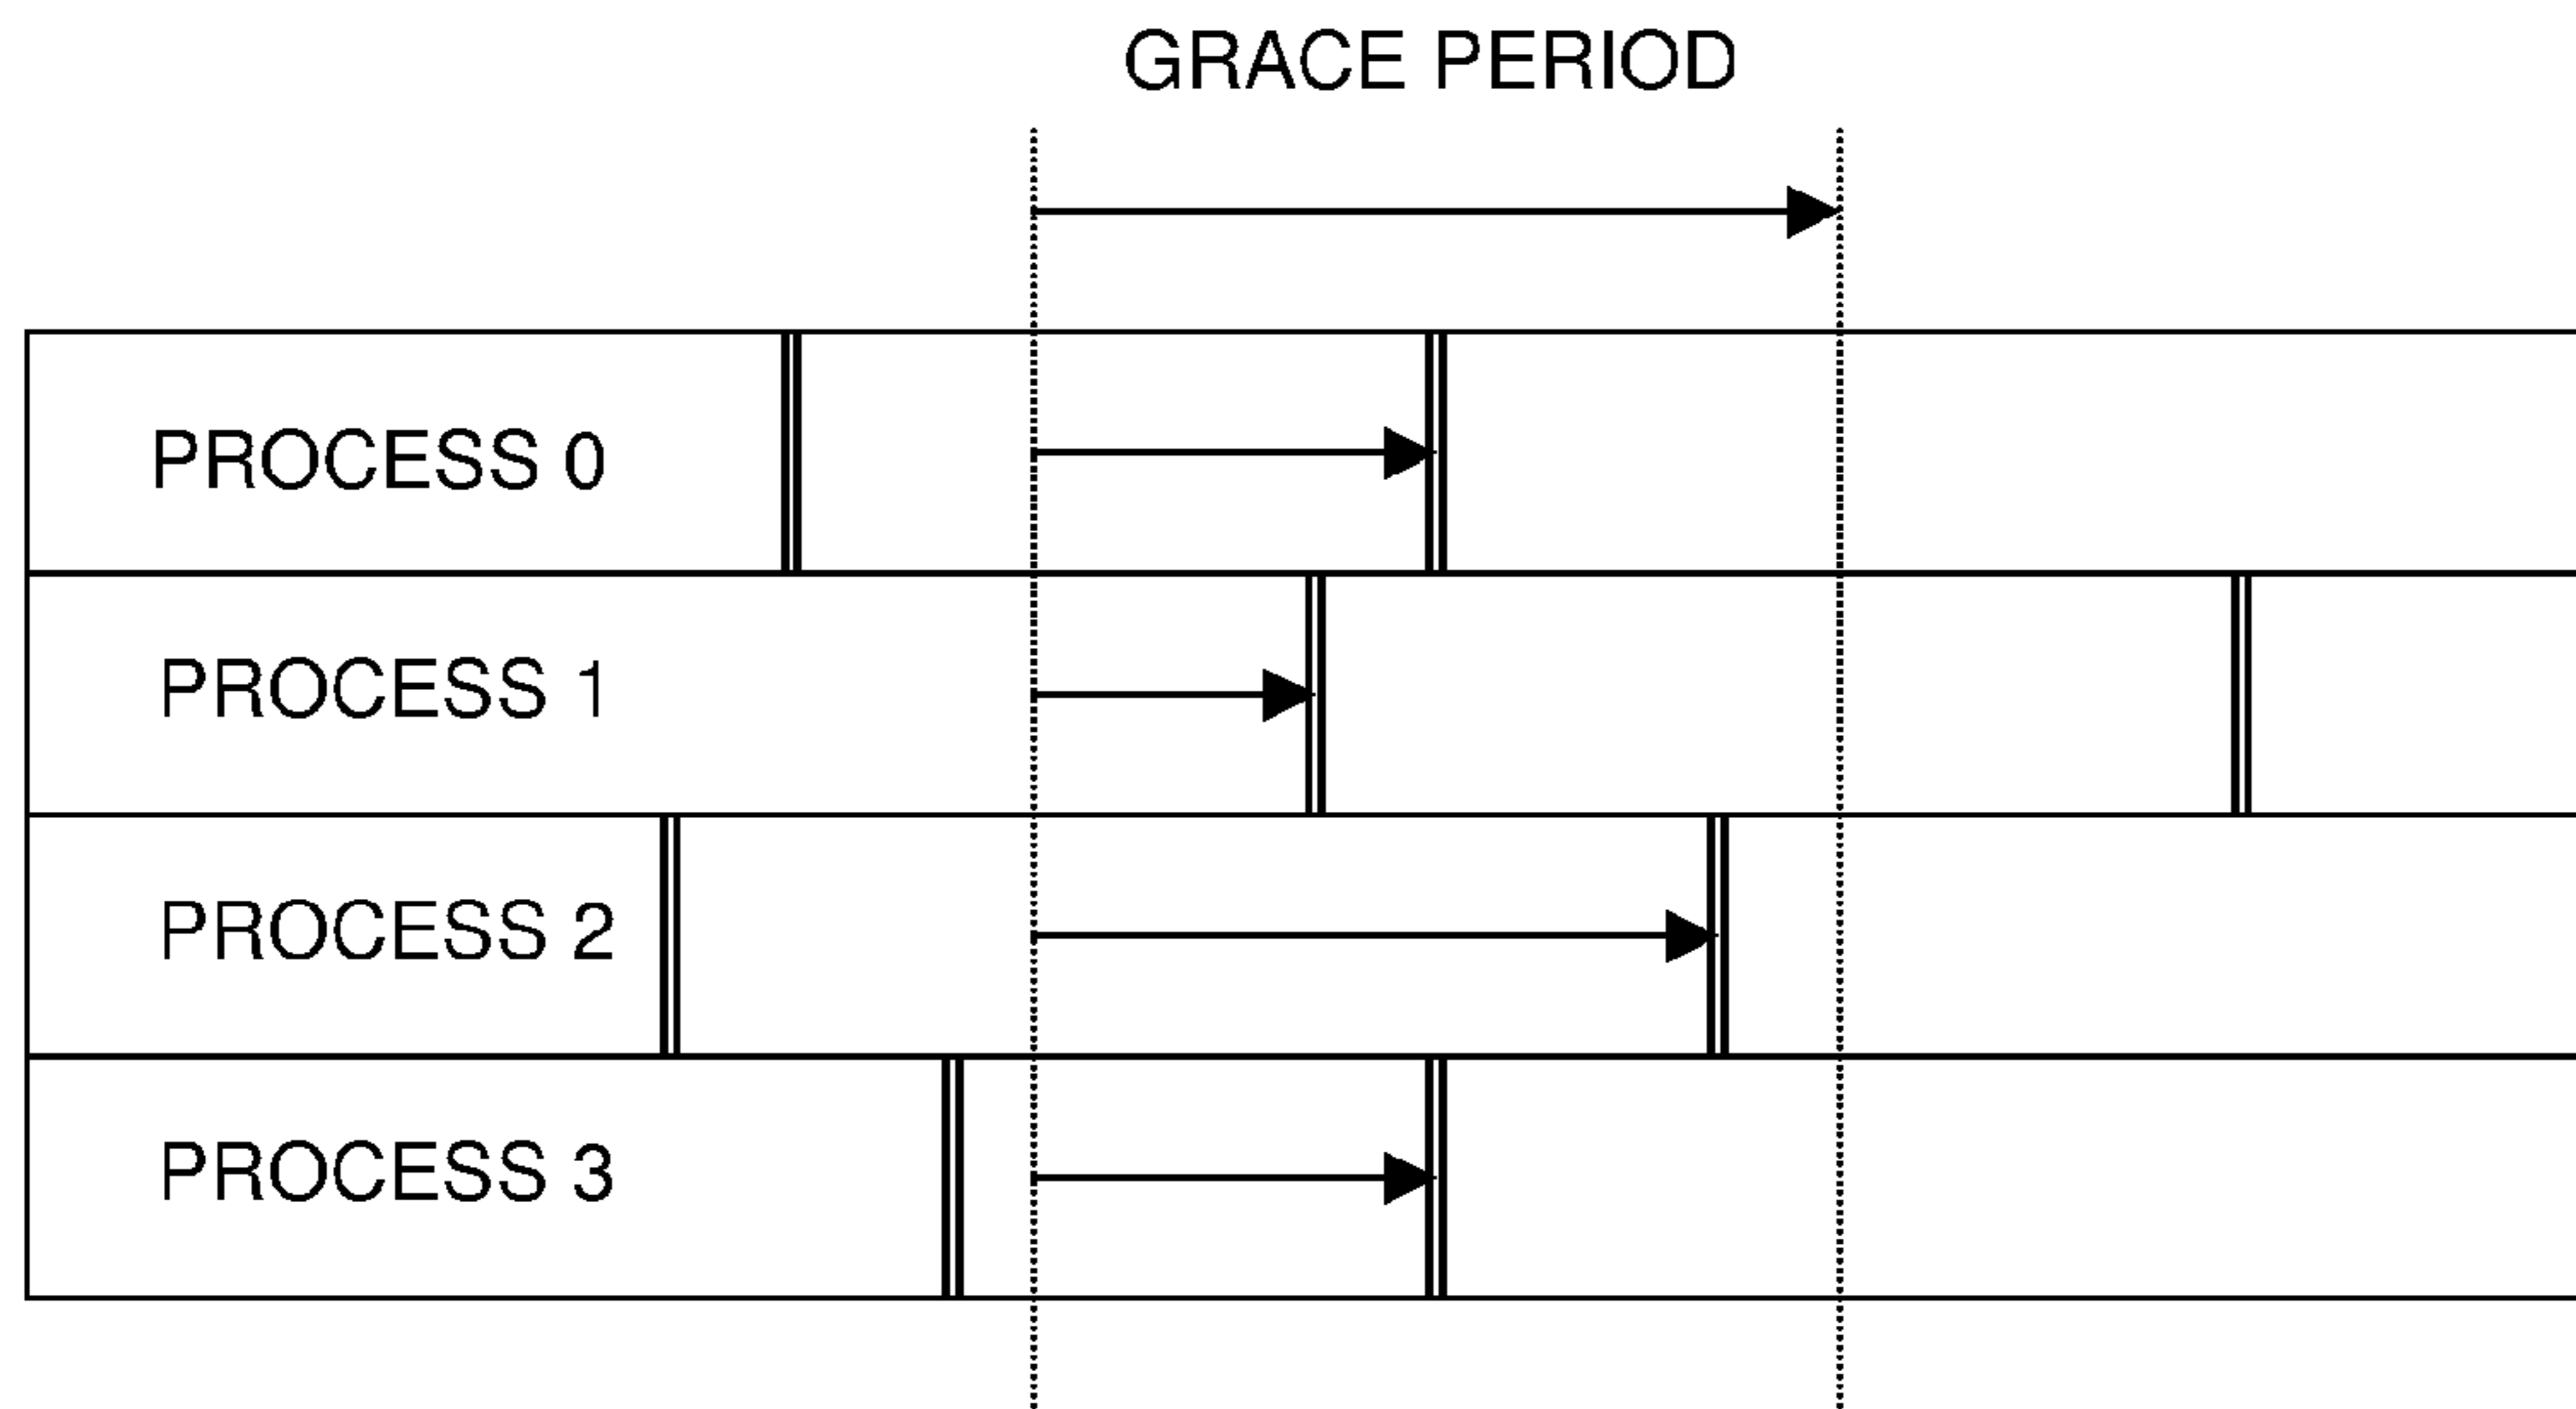 GRACE PERIOD
PROCESS 0
PROCESS 1
PROCESS 2
PROCESS 3